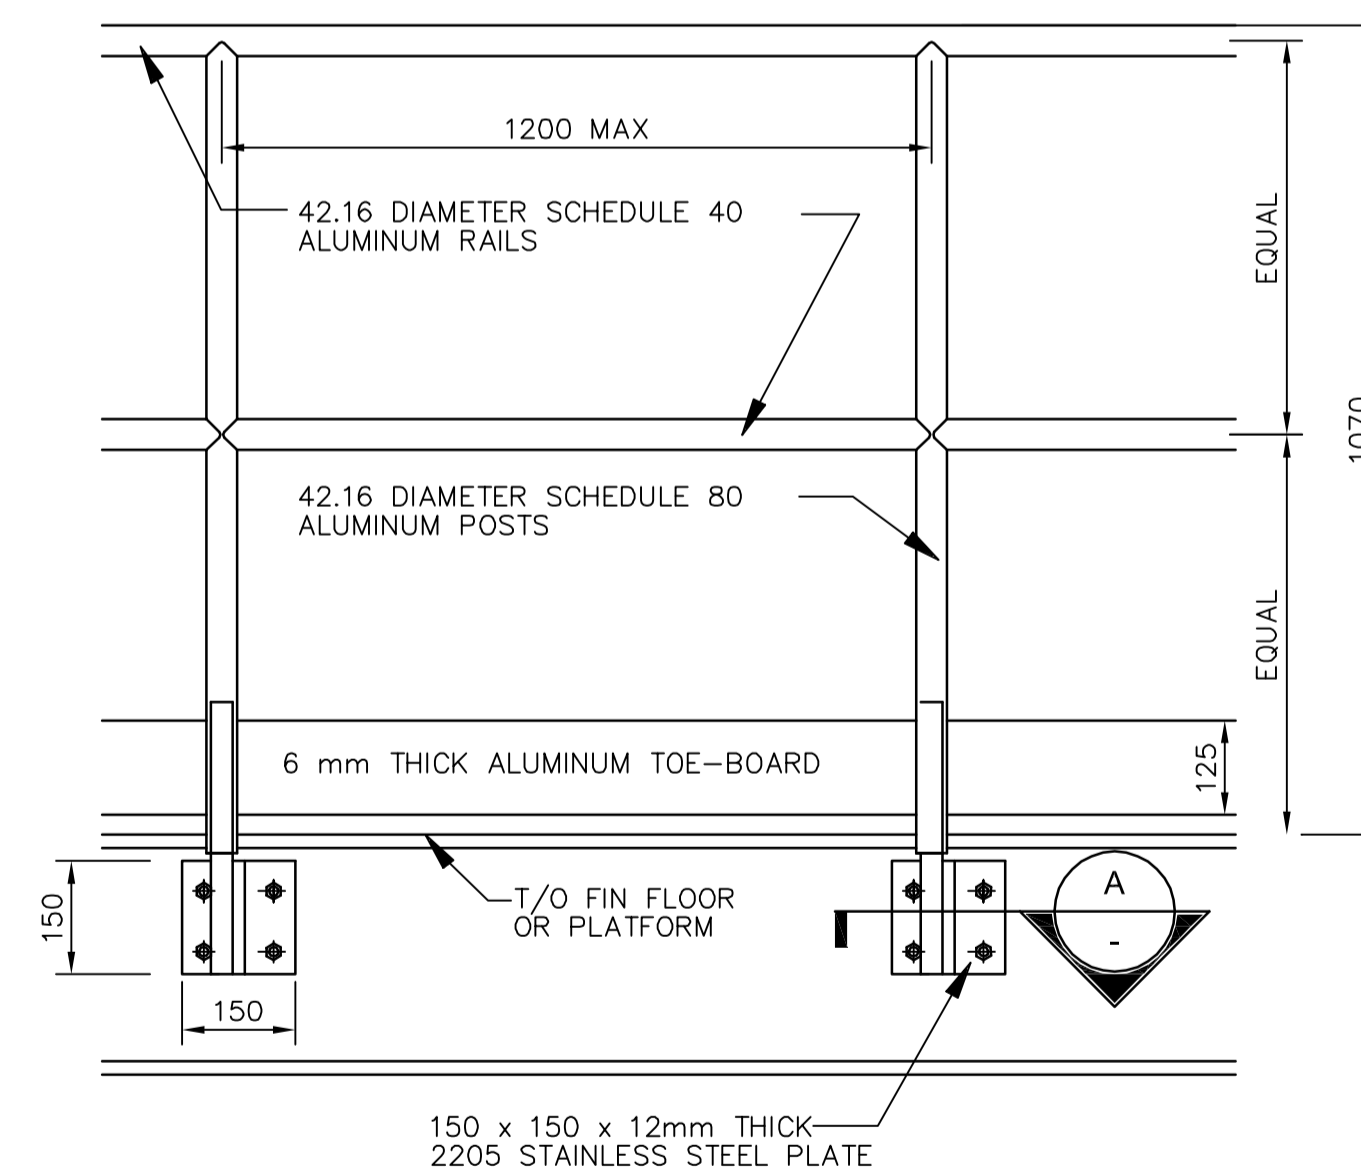 1200 MAX
42.16 DIAMETER SCHEDULE 40
ALUMINUM RAILS
EQUAL
1070
42.16 DIAMETER SCHEDULE 80
ALUMINUM POSTS
EQUAL
6 mm THICK ALUMINUM TOE-BOARD
125
T/O FIN FLOOR
OR PLATFORM
A
-
150
150
150 x 150 x 12mm THICK
2205 STAINLESS STEEL PLATE